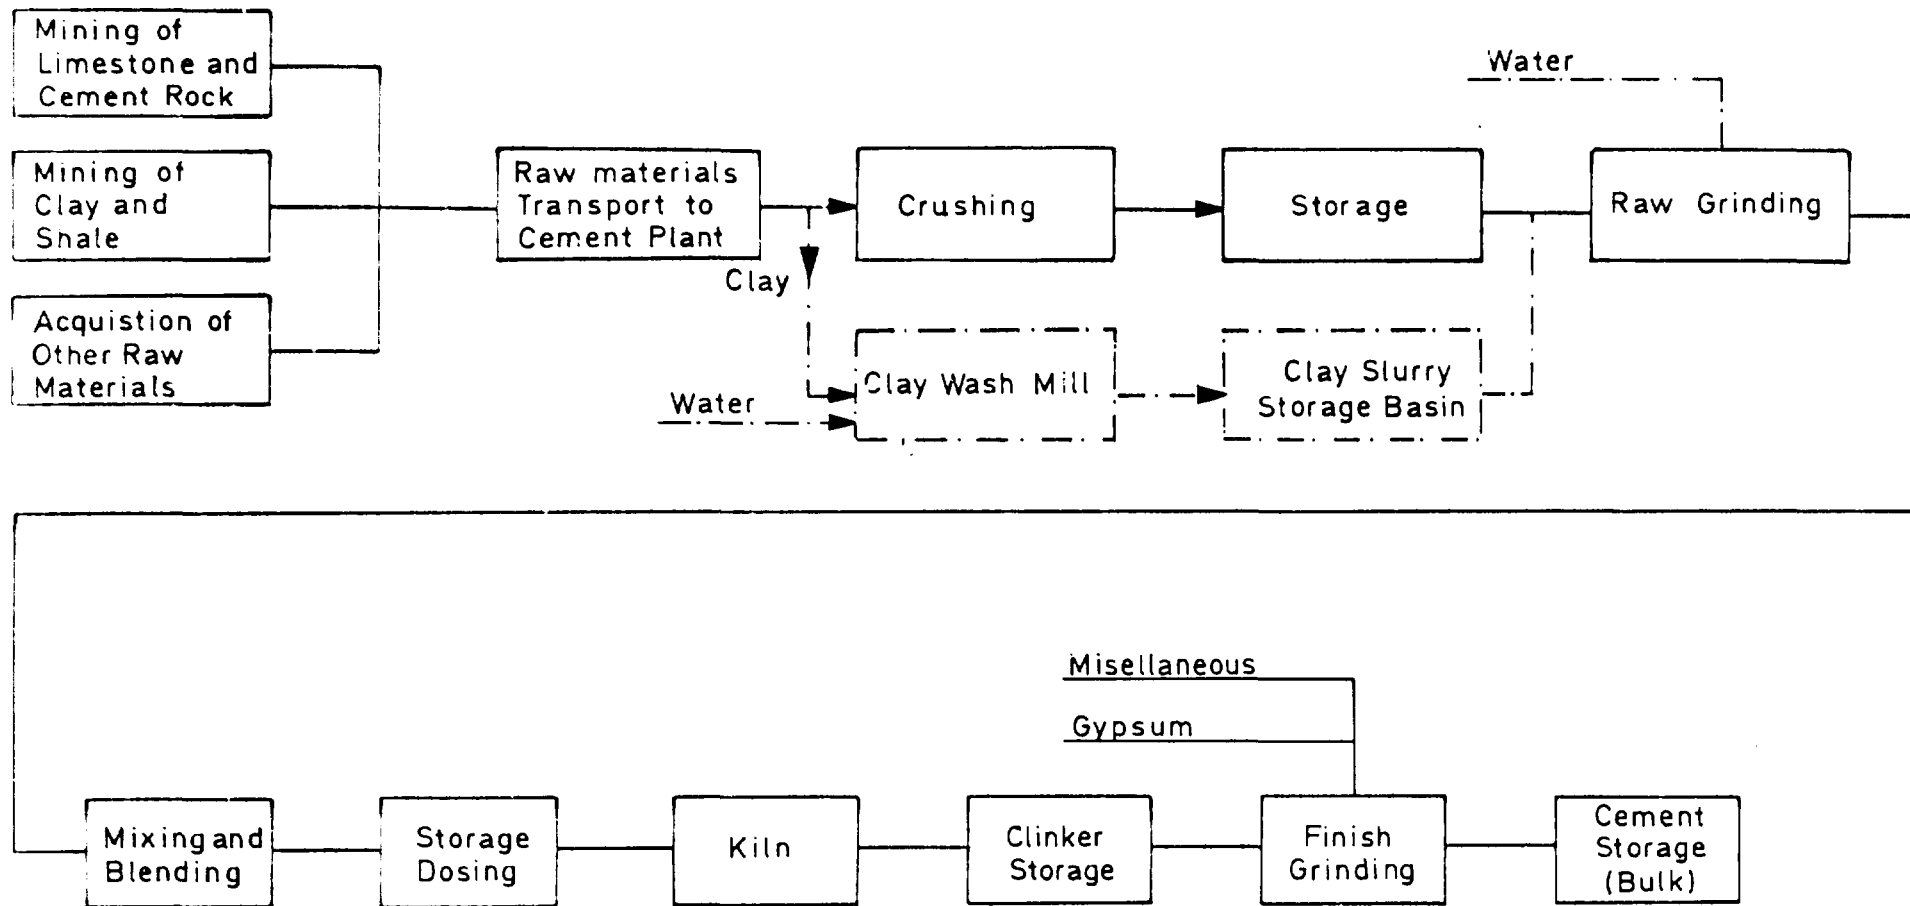 Mining of
Limestone and
Cement Rock
Mining of
Clay and
Shale
Acquistion of
Other Raw
Materials
Raw materials
Transport to
Cement Plant
Clay
Crushing
Storage
Water
Raw Grinding
Water
Clay Wash Mill
Clay Slurry
Storage Basin
Misellaneous
Gypsum
Mixing and
Blending
Storage
Dosing
Kiln
Clinker
Storage
Finish
Grinding
Cement
Storage
(Bulk)